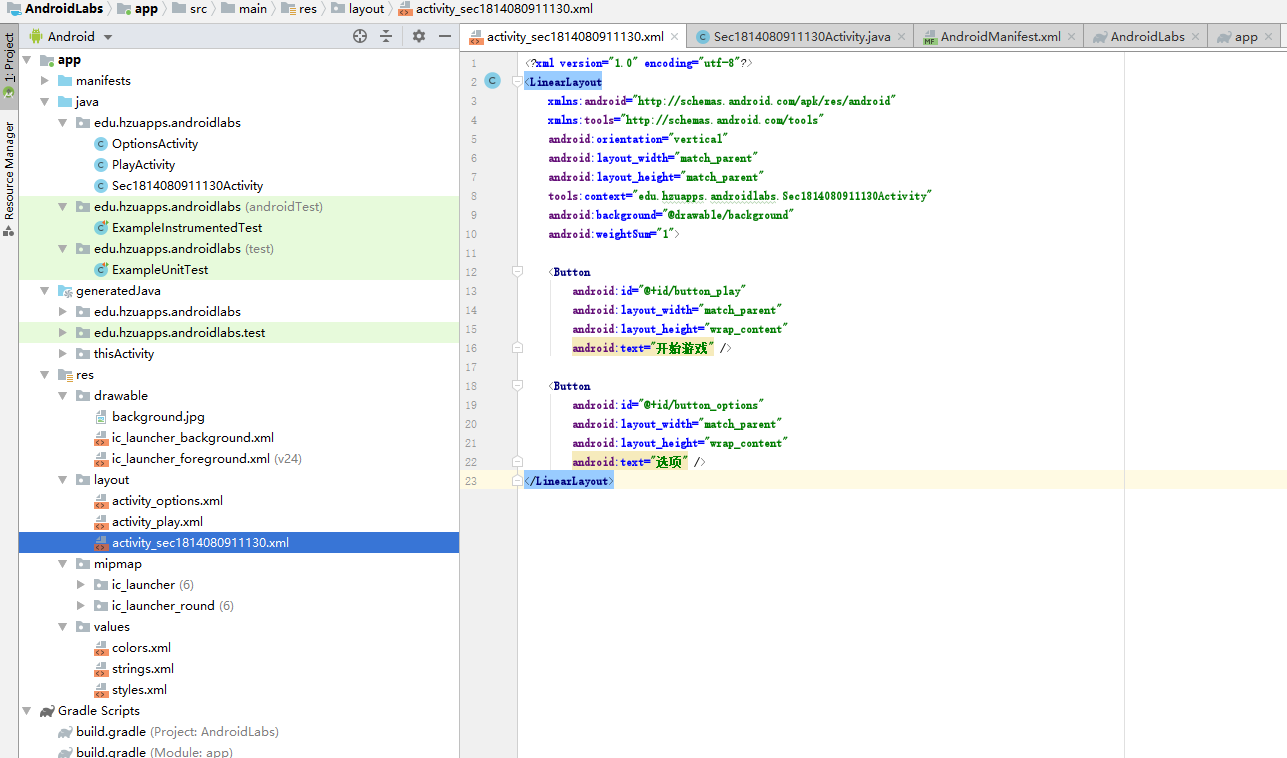 AndroidLabs app src main res layout activity_sec1814080911130.xml
1: Project
Resource Manager
Android
app
manifests
java
edu.hzuapps.androidlabs
OptionsActivity
PlayActivity
Sec1814080911130Activity
edu.hzuapps.androidlabs (androidTest)
ExampleInstrumentedTest
edu.hzuapps.androidlabs (test)
ExampleUnitTest
generatedJava
edu.hzuapps.androidlabs
edu.hzuapps.androidlabs.test
thisActivity
res
drawable
background.jpg
ic_launcher_background.xml
ic_launcher_foreground.xml (v24)
layout
activity_options.xml
activity_play.xml
activity_sec1814080911130.xml
mipmap
ic_launcher (6)
ic_launcher_round (6)
values
colors.xml
strings.xml
styles.xml
Gradle Scripts
build.gradle (Project: AndroidLabs)
build.gradle (Module: app)
activity_sec1814080911130.xml Sec1814080911130Activity.java AndroidManifest.xml AndroidLabs app
1 <?xml version="1.0" encoding="utf-8"?>
2 <LinearLayout
3 xmlns:android="http://schemas.android.com/apk/res/android"
4 xmlns:tools="http://schemas.android.com/tools"
5 android:orientation="vertical"
6 android:layout_width="match_parent"
7 android:layout_height="match_parent"
8 tools:context="edu.hzuapps.androidlabs.Sec1814080911130Activity"
9 android:background="@drawable/background"
10 android:weightSum="1">
11
12 <Button
13 android:id="@+id/button_play"
14 android:layout_width="match_parent"
15 android:layout_height="wrap_content"
16 android:text="开始游戏" />
17
18 <Button
19 android:id="@+id/button_options"
20 android:layout_width="match_parent"
21 android:layout_height="wrap_content"
22 android:text="选项" />
23 </LinearLayout>